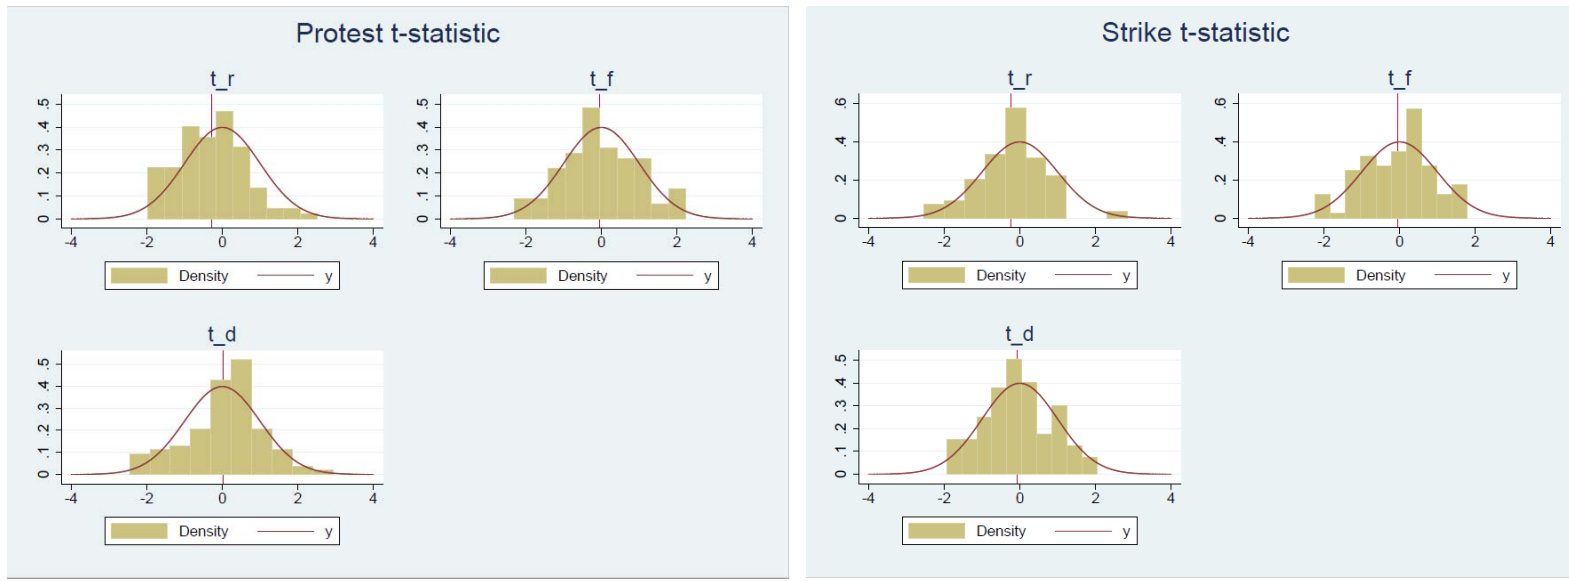 Protest t-statistic
t_r
.5
.4
.3
.2
.1
0
-4 -2 0 2 4
Density y
t_f
.5
.4
.3
.2
.1
0
-4 -2 0 2 4
Density y
t_d
.5
.4
.3
.2
.1
0
-4 -2 0 2 4
Density y
Strike t-statistic
t_r
.6
.4
.2
0
-4 -2 0 2 4
Density y
t_f
.6
.4
.2
0
-4 -2 0 2 4
Density y
t_d
.5
.4
.3
.2
.1
0
-4 -2 0 2 4
Density y